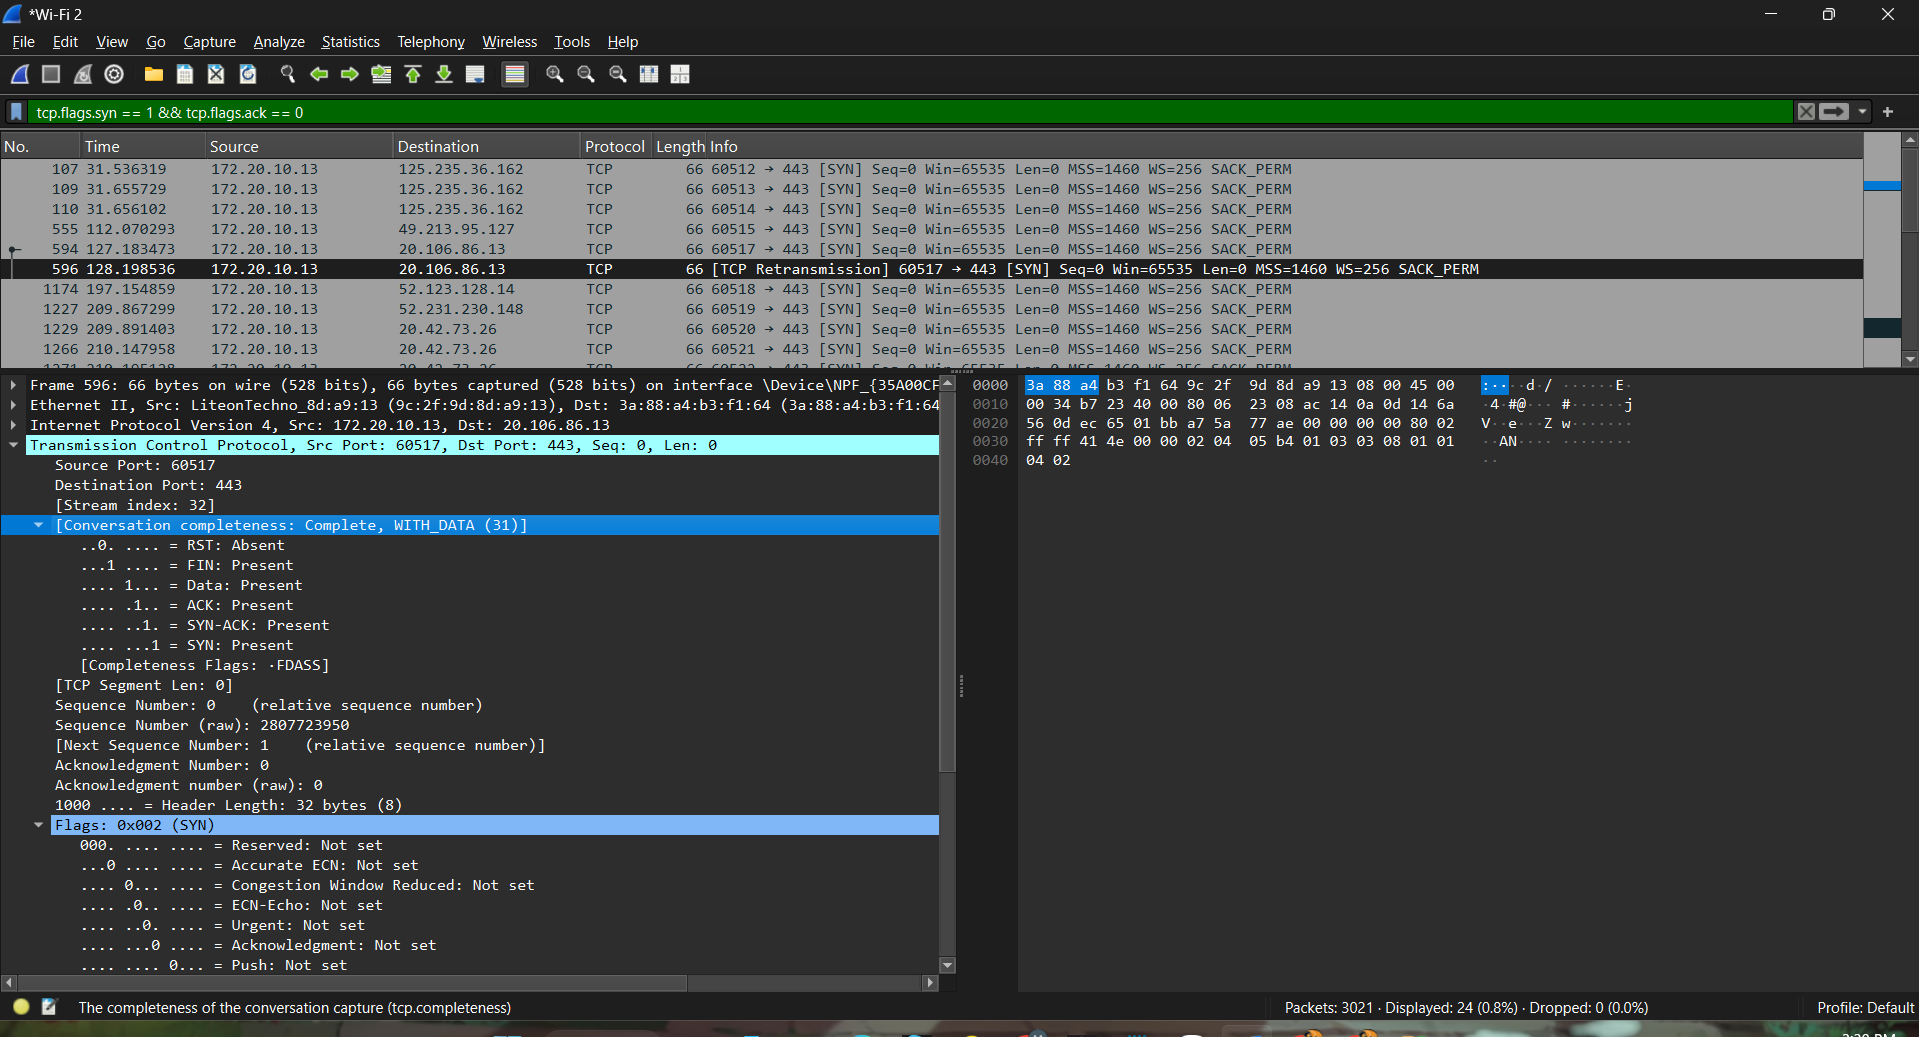 *Wi-Fi 2
File Edit View Go Capture Analyze Statistics Telephony Wireless Tools Help
tcp.flags.syn == 1 && tcp.flags.ack == 0
No. Time Source Destination Protocol Length Info
107 31.536319 172.20.10.13 125.235.36.162 TCP 66 60512 → 443 [SYN] Seq=0 Win=65535 Len=0 MSS=1460 WS=256 SACK_PERM
109 31.655729 172.20.10.13 125.235.36.162 TCP 66 60513 → 443 [SYN] Seq=0 Win=65535 Len=0 MSS=1460 WS=256 SACK_PERM
110 31.656102 172.20.10.13 125.235.36.162 TCP 66 60514 → 443 [SYN] Seq=0 Win=65535 Len=0 MSS=1460 WS=256 SACK_PERM
555 112.070293 172.20.10.13 49.213.95.127 TCP 66 60515 → 443 [SYN] Seq=0 Win=65535 Len=0 MSS=1460 WS=256 SACK_PERM
594 127.183473 172.20.10.13 20.106.86.13 TCP 66 60517 → 443 [SYN] Seq=0 Win=65535 Len=0 MSS=1460 WS=256 SACK_PERM
596 128.198536 172.20.10.13 20.106.86.13 TCP 66 [TCP Retransmission] 60517 → 443 [SYN] Seq=0 Win=65535 Len=0 MSS=1460 WS=256 SACK_PERM
1174 197.154859 172.20.10.13 52.123.128.14 TCP 66 60518 → 443 [SYN] Seq=0 Win=65535 Len=0 MSS=1460 WS=256 SACK_PERM
1227 209.867299 172.20.10.13 52.231.230.148 TCP 66 60519 → 443 [SYN] Seq=0 Win=65535 Len=0 MSS=1460 WS=256 SACK_PERM
1229 209.891403 172.20.10.13 20.42.73.26 TCP 66 60520 → 443 [SYN] Seq=0 Win=65535 Len=0 MSS=1460 WS=256 SACK_PERM
1266 210.147958 172.20.10.13 20.42.73.26 TCP 66 60521 → 443 [SYN] Seq=0 Win=65535 Len=0 MSS=1460 WS=256 SACK_PERM
Frame 596: 66 bytes on wire (528 bits), 66 bytes captured (528 bits) on interface \Device\NPF_{35A00CF
Ethernet II, Src: LiteonTechno_8d:a9:13 (9c:2f:9d:8d:a9:13), Dst: 3a:88:a4:b3:f1:64 (3a:88:a4:b3:f1:64
Internet Protocol Version 4, Src: 172.20.10.13, Dst: 20.106.86.13
Transmission Control Protocol, Src Port: 60517, Dst Port: 443, Seq: 0, Len: 0
Source Port: 60517
Destination Port: 443
[Stream index: 32]
[Conversation completeness: Complete, WITH_DATA (31)]
..0. .... = RST: Absent
...1 .... = FIN: Present
.... 1... = Data: Present
.... .1.. = ACK: Present
.... ..1. = SYN-ACK: Present
.... ...1 = SYN: Present
[Completeness Flags: ·FDASS]
[TCP Segment Len: 0]
Sequence Number: 0 (relative sequence number)
Sequence Number (raw): 2807723950
[Next Sequence Number: 1 (relative sequence number)]
Acknowledgment Number: 0
Acknowledgment number (raw): 0
1000 .... = Header Length: 32 bytes (8)
Flags: 0x002 (SYN)
000. .... .... = Reserved: Not set
...0 .... .... = Accurate ECN: Not set
.... 0... .... = Congestion Window Reduced: Not set
.... .0.. .... = ECN-Echo: Not set
.... ..0. .... = Urgent: Not set
.... ...0 .... = Acknowledgment: Not set
.... .... 0... = Push: Not set
0000 3a 88 a4 b3 f1 64 9c 2f 9d 8d a9 13 08 00 45 00 :····d·/ ······E·
0010 00 34 b7 23 40 00 80 06 23 08 ac 14 0a 0d 14 6a ·4·#@··· #······j
0020 56 0d ec 65 01 bb a7 5a 77 ae 00 00 00 00 80 02 V··e···Z w·······
0030 ff ff 41 4e 00 00 02 04 05 b4 01 03 03 08 01 01 ··AN···· ········
0040 04 02 ··
The completeness of the conversation capture (tcp.completeness)
Packets: 3021 · Displayed: 24 (0.8%) · Dropped: 0 (0.0%)
Profile: Default